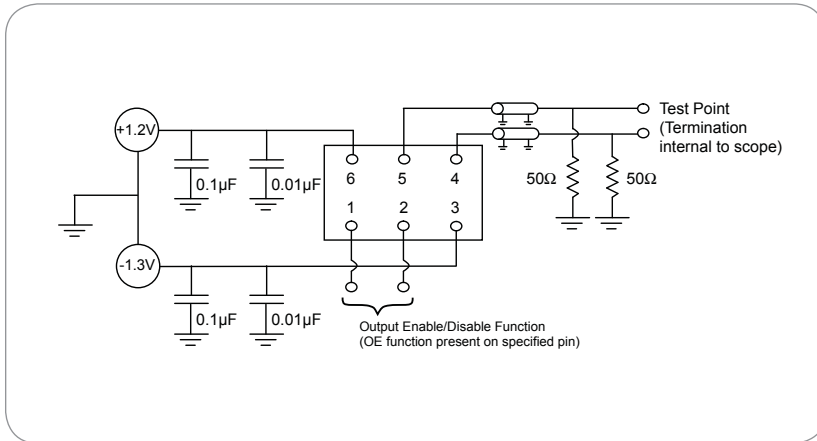 +1.2V
Test Point
(Termination
internal to scope)
0.1µF
0.01µF
6
5
4
50Ω
50Ω
1
2
3
-1.3V
0.1µF
0.01µF
Output Enable/Disable Function
(OE function present on specified pin)